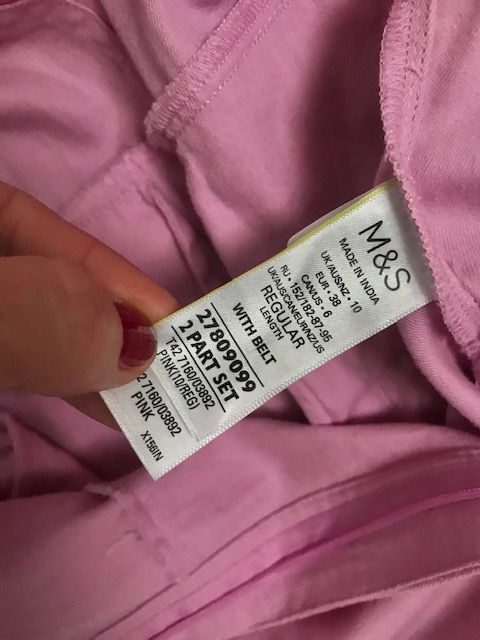 M&S
MADE IN INDIA
UK/AUS/NZ • 10
EUR • 38
CAN/US • 6
RU • 152/182-87-95
UK/AUS/CAN/EUR/NZ/US
REGULAR
LENGTH
WITH BELT
27809099
2 PART SET
T42.7160/03892
PINK(10/REG)
2.7160/03892
PINK
X156IN